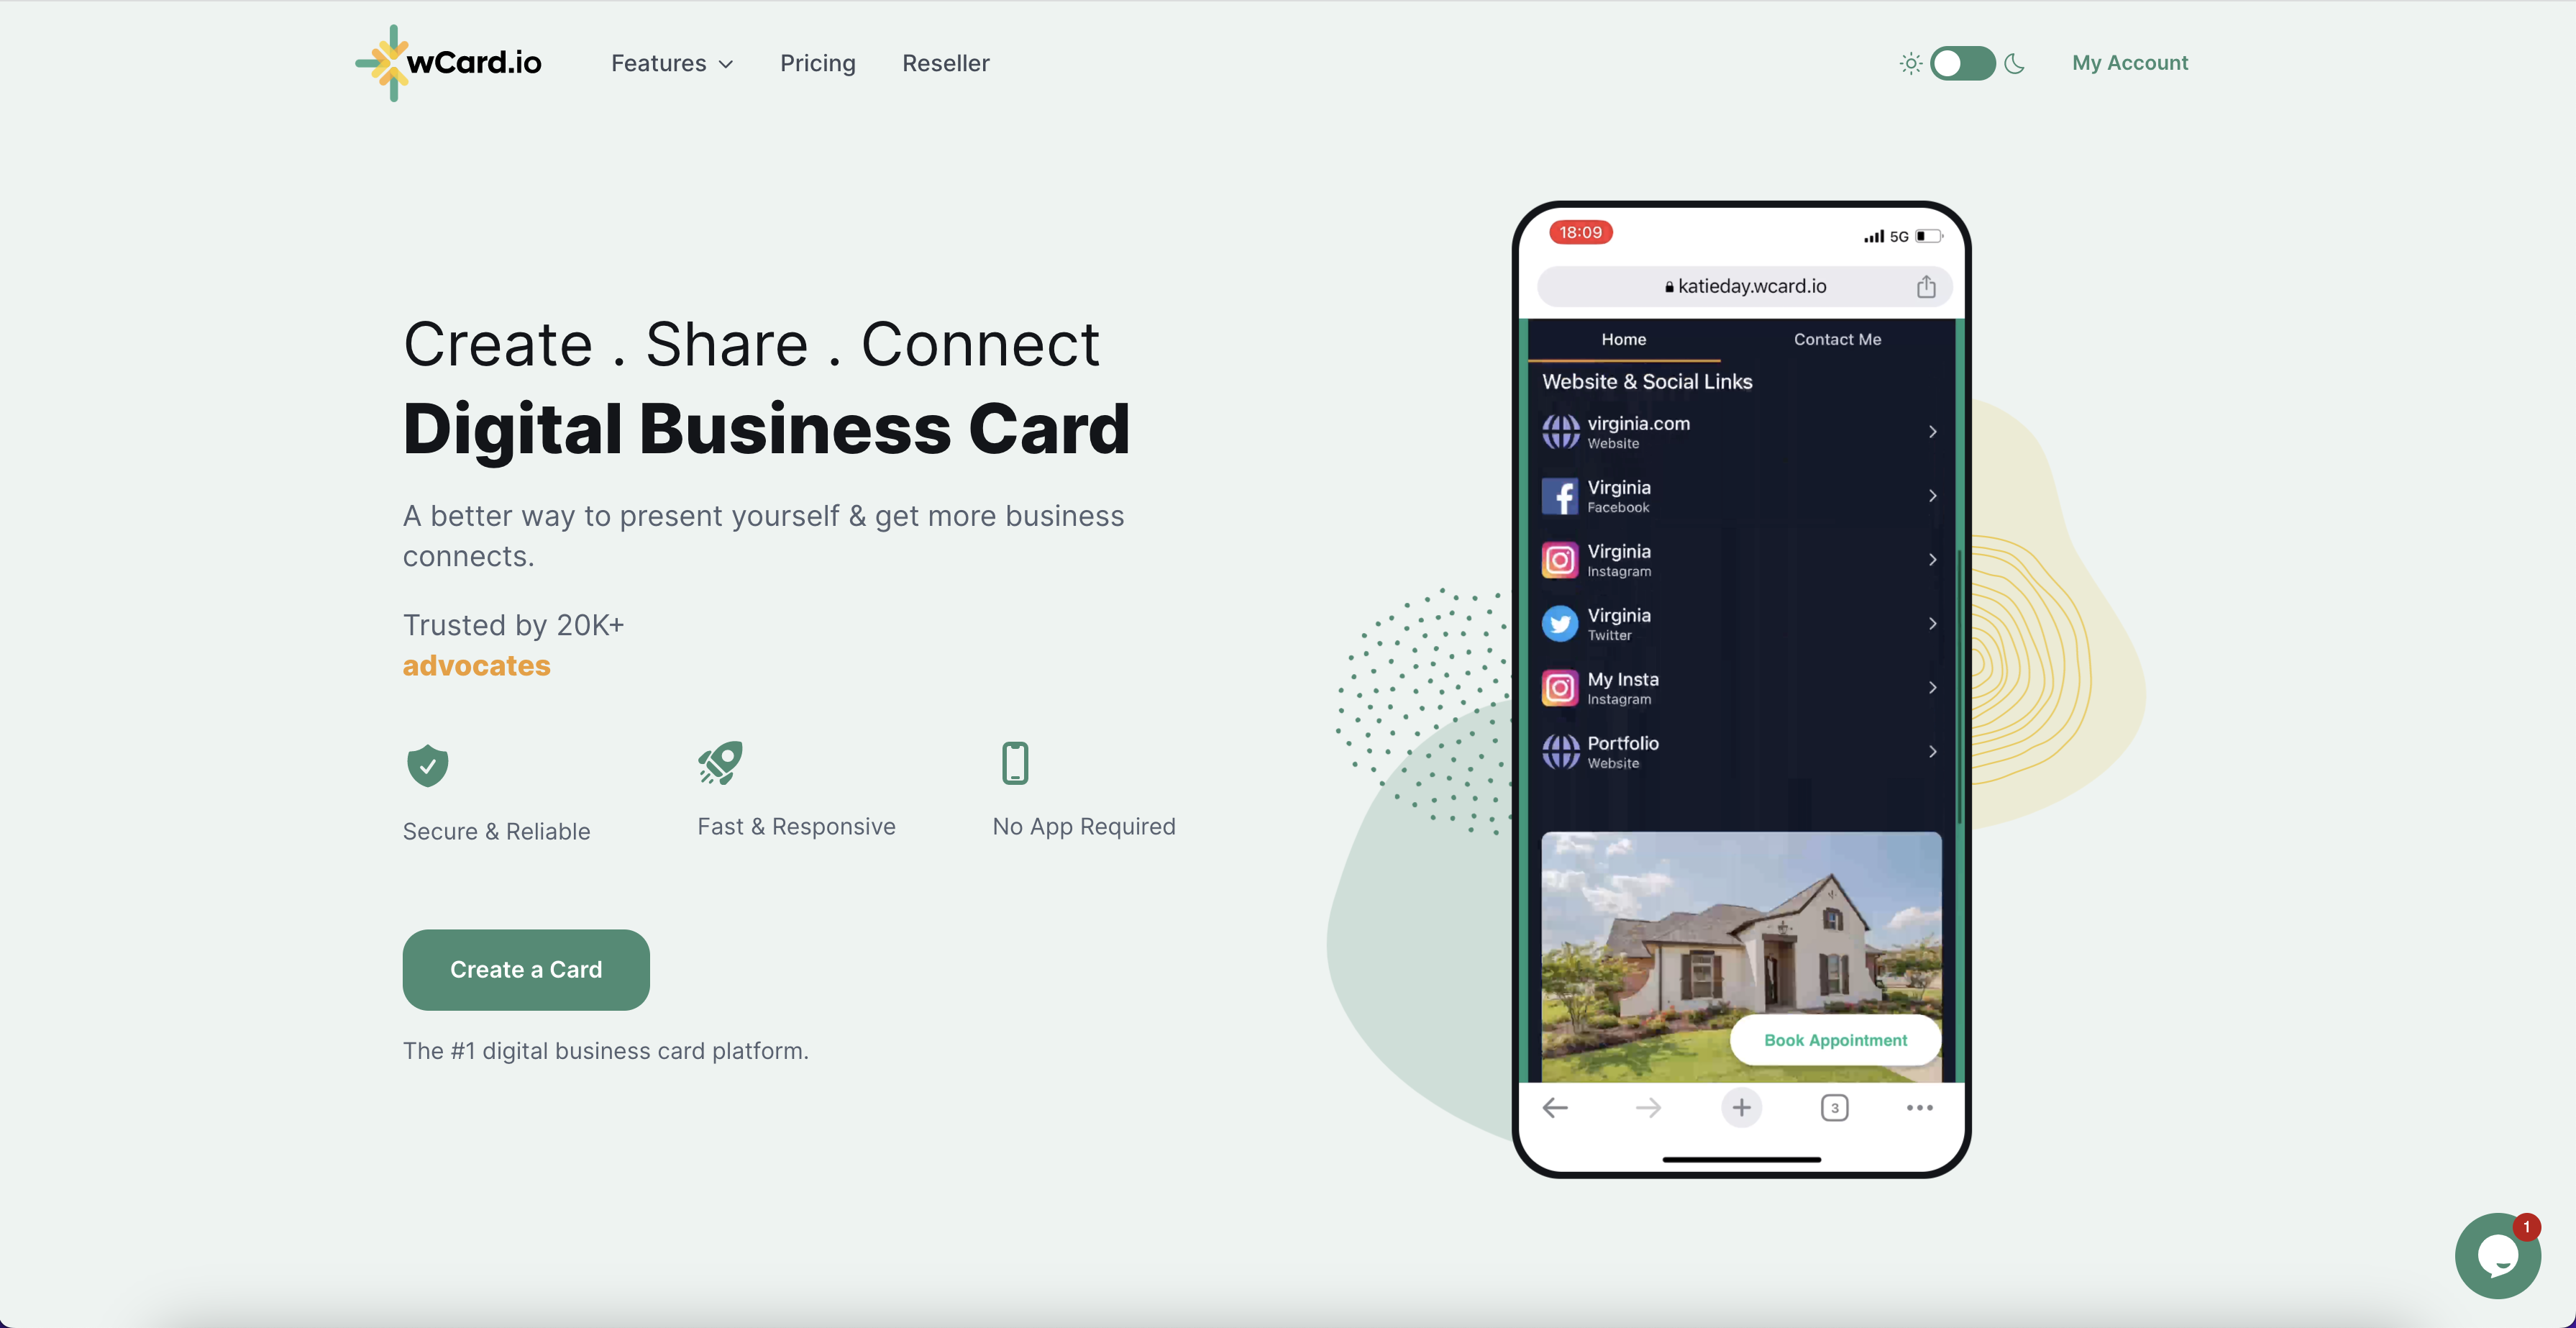 wCard.io
Features
Pricing
Reseller
My Account
Create . Share . Connect
Digital Business Card
A better way to present yourself & get more business
connects.
Trusted by 20K+
advocates
Secure & Reliable
Fast & Responsive
No App Required
Create a Card
The #1 digital business card platform.
18:09
5G
katieday.wcard.io
Home
Contact Me
Website & Social Links
virginia.com
Website
Virginia
Facebook
Virginia
Instagram
Virginia
Twitter
My Insta
Instagram
Portfolio
Website
Book Appointment
3
1